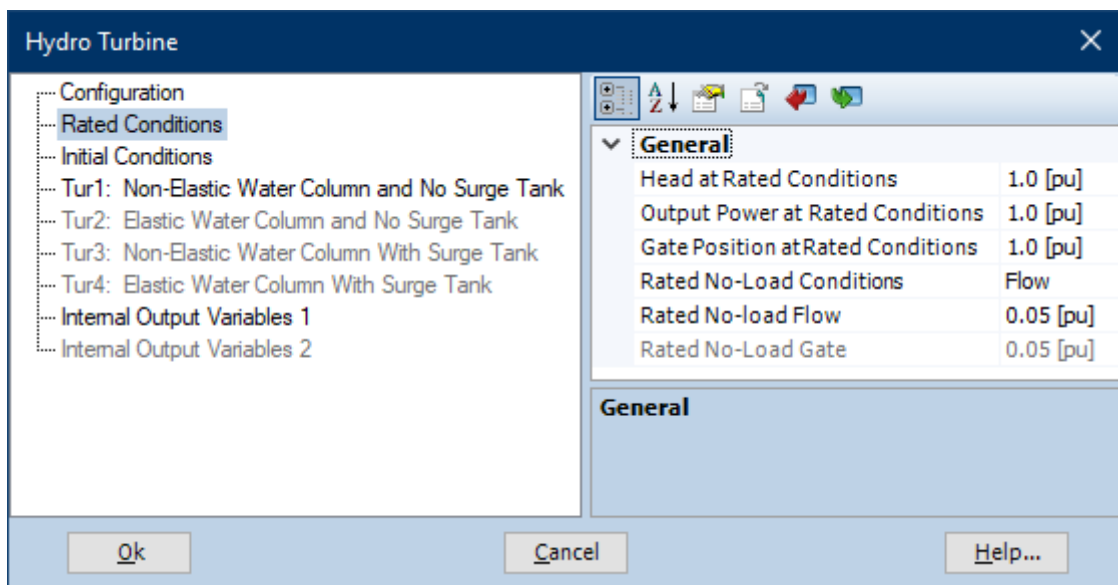 Hydro Turbine
Configuration
Rated Conditions
Initial Conditions
Tur1: Non-Elastic Water Column and No Surge Tank
Tur2: Elastic Water Column and No Surge Tank
Tur3: Non-Elastic Water Column With Surge Tank
Tur4: Elastic Water Column With Surge Tank
Internal Output Variables 1
Internal Output Variables 2
A Z
General
Head at Rated Conditions 1.0 [pu]
Output Power at Rated Conditions 1.0 [pu]
Gate Position at Rated Conditions 1.0 [pu]
Rated No-Load Conditions Flow
Rated No-load Flow 0.05 [pu]
Rated No-Load Gate 0.05 [pu]
General
Ok Cancel Help...